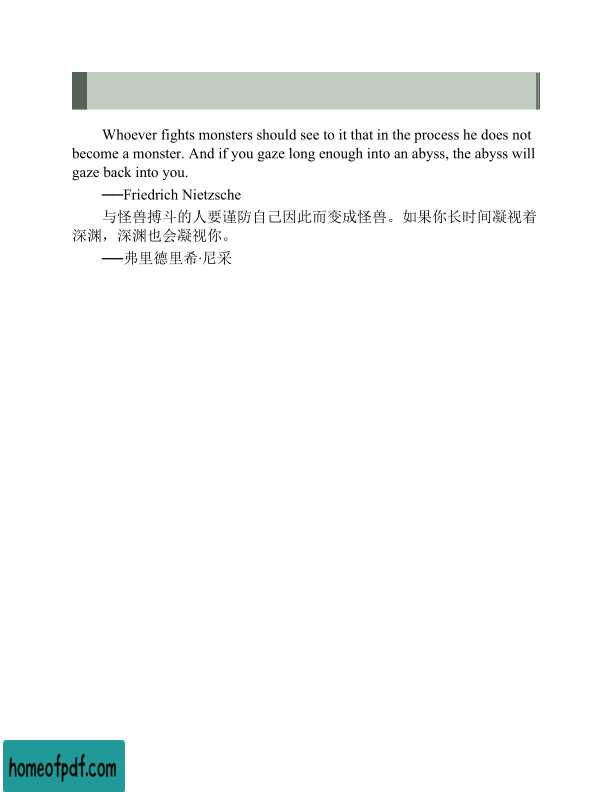 Whoever fights monsters should see to it that in the process he does not
become a monster. And if you gaze long enough into an abyss, the abyss will
gaze back into you.
──Friedrich Nietzsche
与怪兽搏斗的人要谨防自己因此而变成怪兽。如果你长时间凝视着
深渊，深渊也会凝视你。
──弗里德里希·尼采
homeofpdf.com